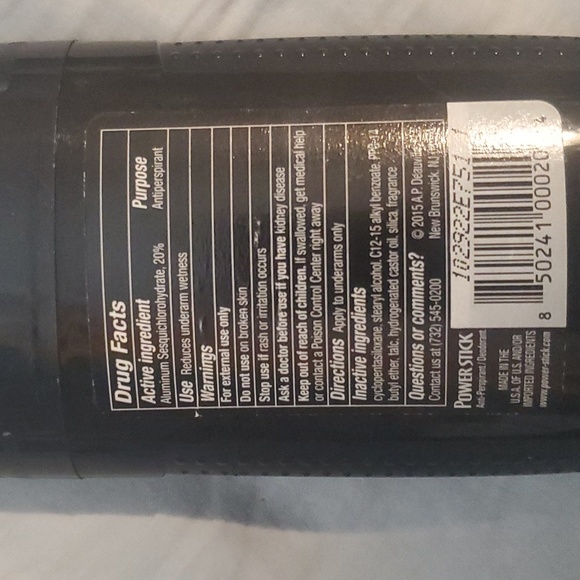 Drug Facts
Active ingredient Purpose
Aluminum Sesquichlorohydrate, 20% Antiperspirant
Use Reduces underarm wetness
Warnings
For external use only
Do not use on broken skin
Stop use if rash or irritation occurs
Ask a doctor before use if you have kidney disease
Keep out of reach of children. If swallowed, get medical help
or contact a Poison Control Center right away
Directions Apply to underarms only
Inactive ingredients
cyclopentasiloxane, stearyl alcohol, C12-15 alkyl benzoate, PPG-14
butyl ether, talc, hydrogenated castor oil, silica, fragrance
Questions or comments? © 2015 A.P. Deauville
Contact us at (732) 545-0200 New Brunswick, NJ
POWER STICK
Anti-Perspirant Deodorant
MADE IN THE
U.S.A. OF U.S. AND/OR
IMPORTED INGREDIENTS
www.power-stick.com
102922E751
8 50241 00020